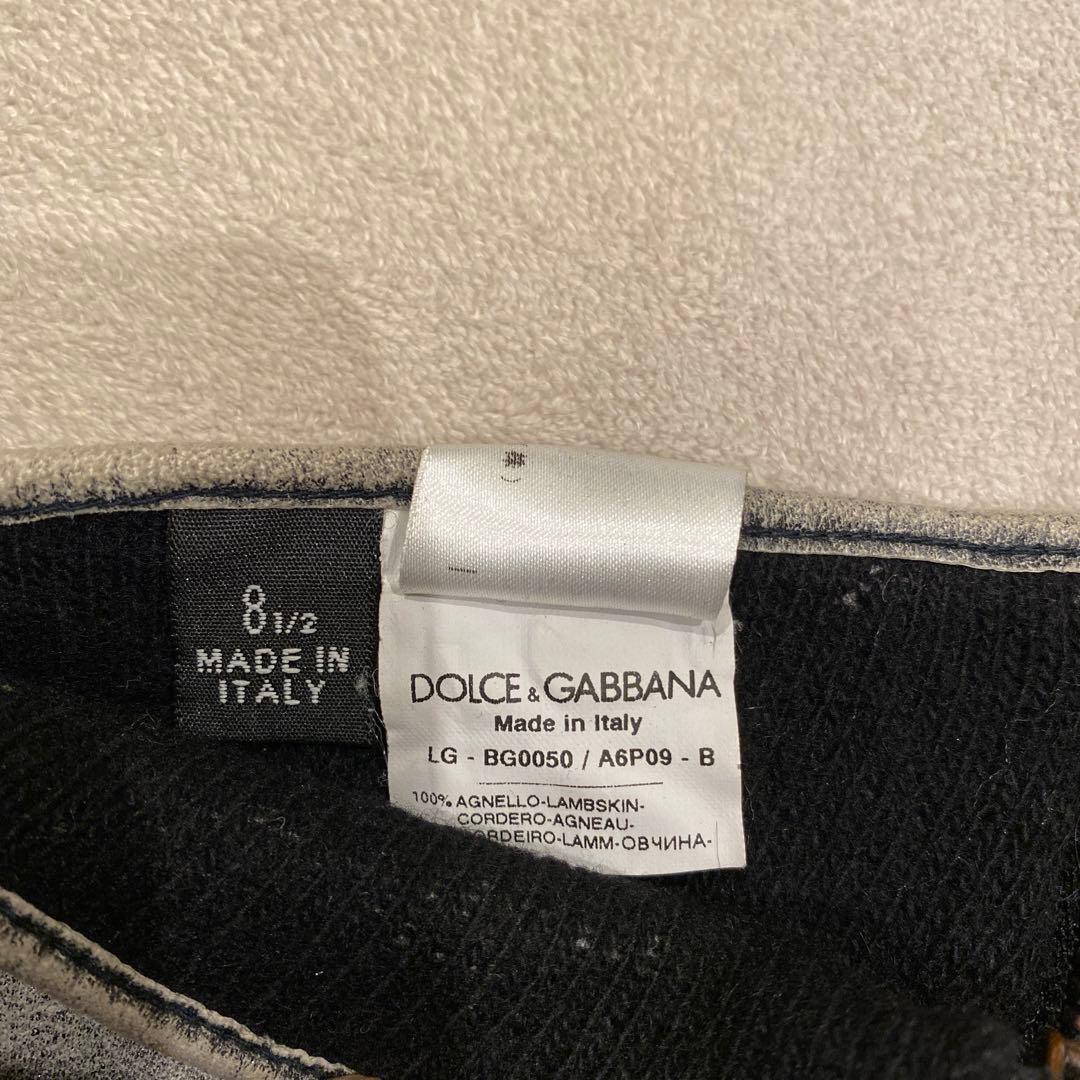 8 1/2
MADE IN
ITALY
DOLCE & GABBANA
Made in Italy
LG - BG0050 / A6P09 - B
100% AGNELLO-LAMBSKIN-
CORDERO-AGNEAU-
RDEIRO-LAMM-ОВЧИНА-